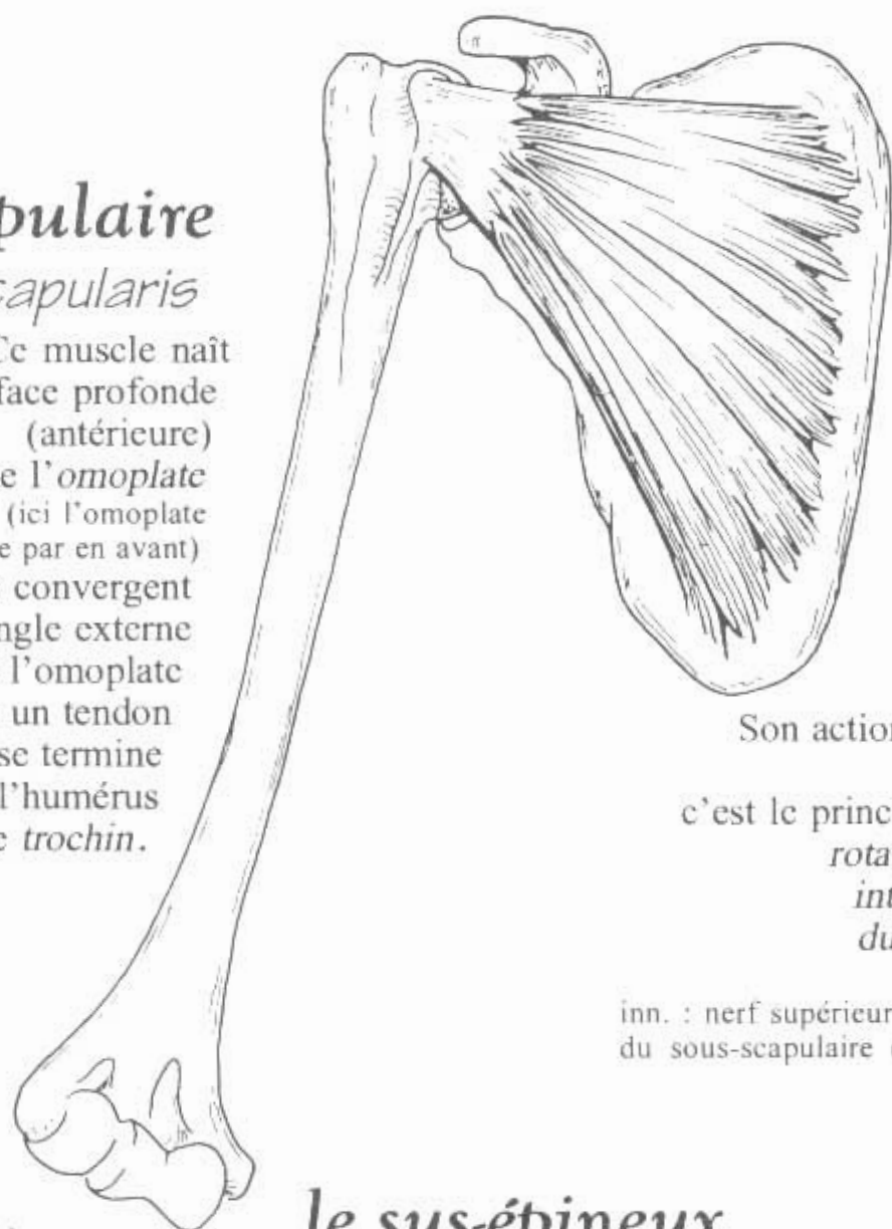 pulaire
capularis
Ce muscle naît
face profonde
(antérieure)
e l'omoplate
(ici l'omoplate
e par en avant)
convergent
ngle externe
l'omoplate
un tendon
se termine
l'humérus
e trochin.
Son action
c'est le princ
rota
int
du
inn. : nerf supérieur
du sous-scapulaire (
le sus-épineux